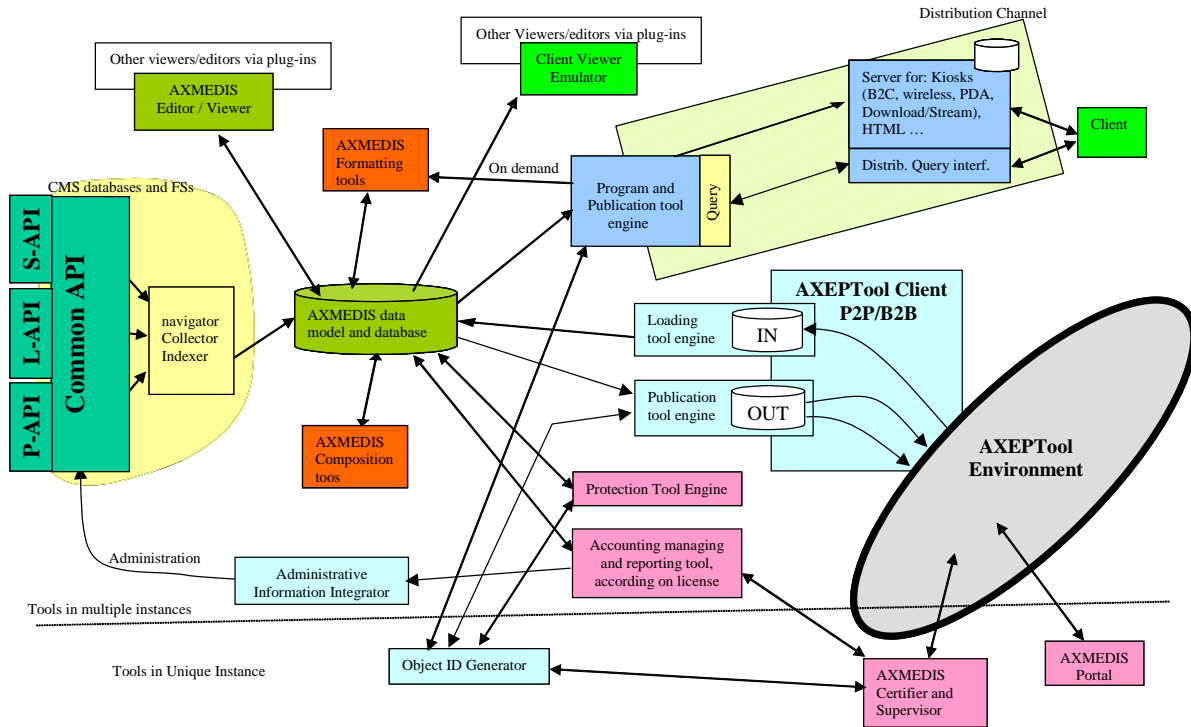 Distribution Channel
Other Viewers/editors via plug-ins
Client Viewer
Emulator
Other viewers/editors via plug-ins
AXMEDIS
Editor / Viewer
Server for: Kiosks
(B2C, wireless, PDA,
Download/Stream),
HTML …
Distrib. Query interf.
Client
AXMEDIS
Formatting
tools
On demand
Program and
Publication tool
engine
Query
CMS databases and FSs
S-API
L-API
P-API
Common API
navigator
Collector
Indexer
AXMEDIS data
model and database
AXEPTool Client
P2P/B2B
Loading
tool engine
IN
Publication
tool engine
OUT
AXEPTool
Environment
AXMEDIS
Composition
toos
Protection Tool Engine
Accounting managing
and reporting tool,
according on license
Administration
Administrative
Information Integrator
Tools in multiple instances
Tools in Unique Instance
Object ID Generator
AXMEDIS
Certifier and
Supervisor
AXMEDIS
Portal